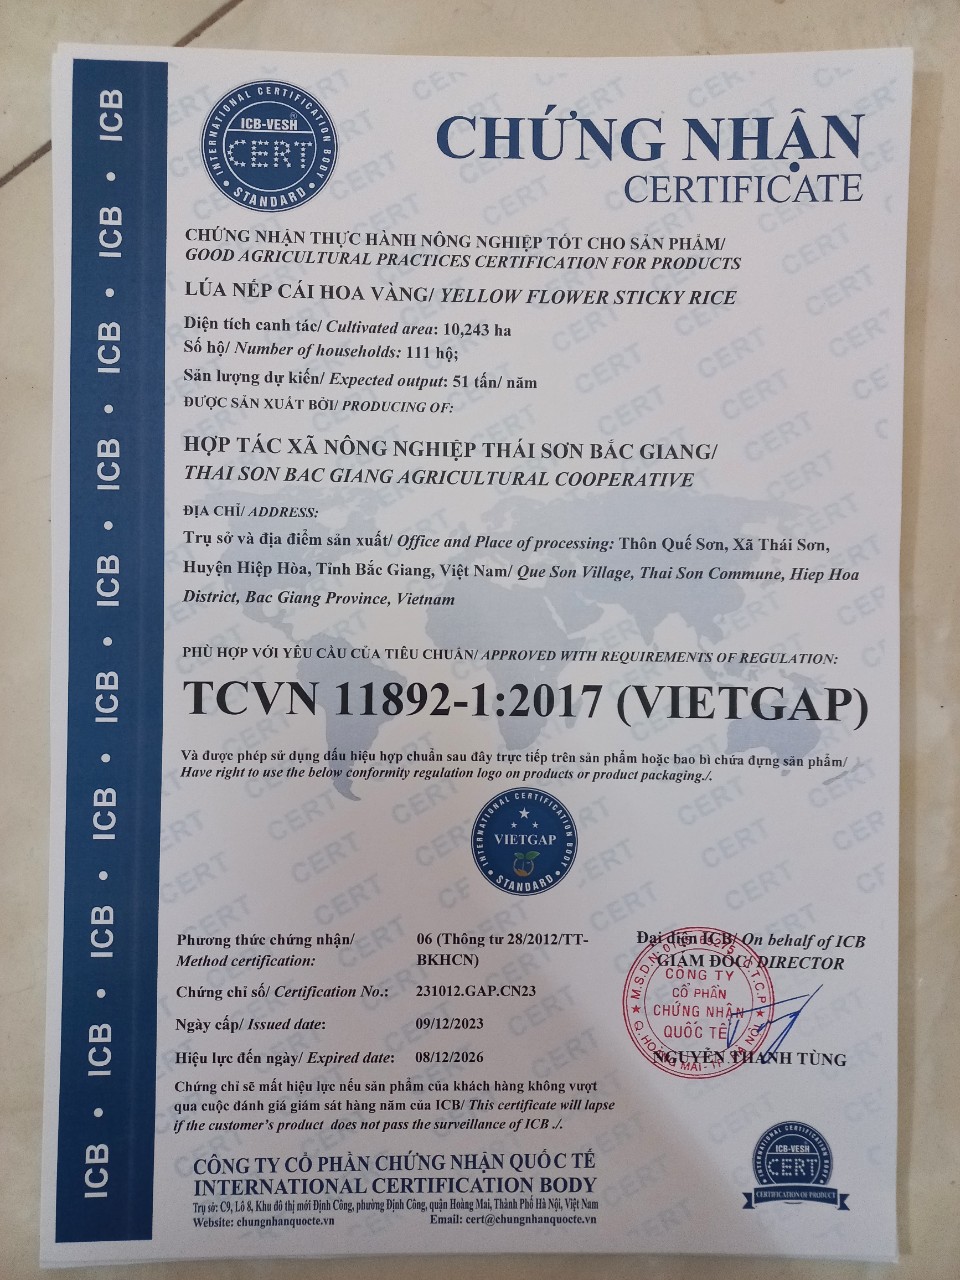 ICB • ICB • ICB • ICB • ICB • ICB • ICB • ICB • ICB • ICB
INTERNATIONAL CERTIFICATION BODY
ICB-VESH
CERT
• STANDARD •
CHỨNG NHẬN
CERTIFICATE
CHỨNG NHẬN THỰC HÀNH NÔNG NGHIỆP TỐT CHO SẢN PHẨM/
GOOD AGRICULTURAL PRACTICES CERTIFICATION FOR PRODUCTS
LÚA NẾP CÁI HOA VÀNG/ YELLOW FLOWER STICKY RICE
Diện tích canh tác/ Cultivated area: 10,243 ha
Số hộ/ Number of households: 111 hộ;
Sản lượng dự kiến/ Expected output: 51 tấn/ năm
ĐƯỢC SẢN XUẤT BỞI/ PRODUCING OF:
HỢP TÁC XÃ NÔNG NGHIỆP THÁI SƠN BẮC GIANG/
THAI SON BAC GIANG AGRICULTURAL COOPERATIVE
ĐỊA CHỈ/ ADDRESS:
Trụ sở và địa điểm sản xuất/ Office and Place of processing: Thôn Quế Sơn, Xã Thái Sơn,
Huyện Hiệp Hòa, Tỉnh Bắc Giang, Việt Nam/ Que Son Village, Thai Son Commune, Hiep Hoa
District, Bac Giang Province, Vietnam
PHÙ HỢP VỚI YÊU CẦU CỦA TIÊU CHUẨN/ APPROVED WITH REQUIREMENTS OF REGULATION:
TCVN 11892-1:2017 (VIETGAP)
Và được phép sử dụng dấu hiệu hợp chuẩn sau đây trực tiếp trên sản phẩm hoặc bao bì chứa đựng sản phẩm/
Have right to use the below conformity regulation logo on products or product packaging./.
INTERNATIONAL CERTIFICATION BODY
VIETGAP
• STANDARD •
Phương thức chứng nhận/ 06 (Thông tư 28/2012/TT-
Method certification: BKHCN)
Chứng chỉ số/ Certification No.: 231012.GAP.CN23
Ngày cấp/ Issued date: 09/12/2023
Hiệu lực đến ngày/ Expired date: 08/12/2026
Chứng chỉ sẽ mất hiệu lực nếu sản phẩm của khách hàng không vượt
qua cuộc đánh giá giám sát hàng năm của ICB/ This certificate will lapse
if the customer's product does not pass the surveillance of ICB ./.
Đại diện ICB/ On behalf of ICB
GIÁM ĐỐC/ DIRECTOR
CÔNG TY
CỔ PHẦN
CHỨNG NHẬN
QUỐC TẾ
NGUYỄN THANH TÙNG
CÔNG TY CỔ PHẦN CHỨNG NHẬN QUỐC TẾ
INTERNATIONAL CERTIFICATION BODY
Trụ sở: C9, Lô 8, Khu đô thị mới Định Công, phường Định Công, quận Hoàng Mai, Thành Phố Hà Nội, Việt Nam
Website: chungnhanquocte.vn Email: cert@chungnhanquocte.vn
INTERNATIONAL CERTIFICATION BODY
ICB-VESH
CERT
CERTIFICATION OF PRODUCT